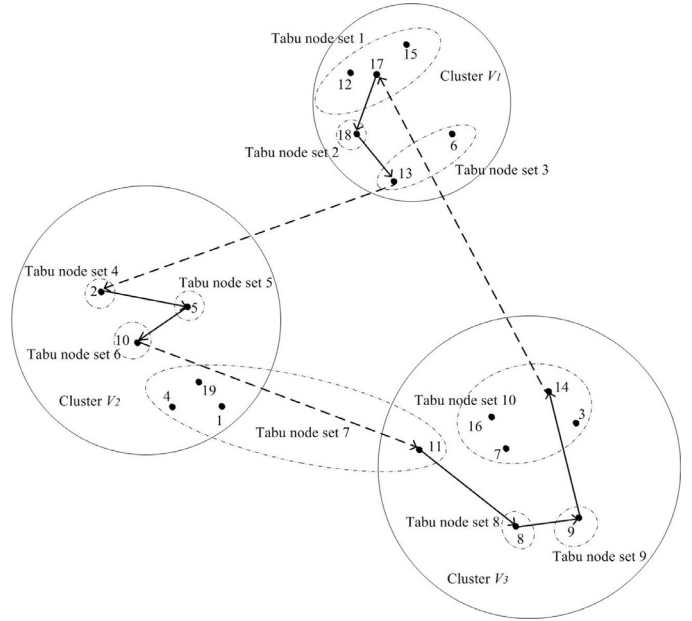 Tabu node set 1
15
17
12
Cluster V1
18
Tabu node set 2
6
13
Tabu node set 3
Tabu node set 4
2
Tabu node set 5
5
10
Tabu node set 6
Cluster V2
4
19
1
Tabu node set 7
11
Tabu node set 10
14
16
3
7
Tabu node set 8
8
9
Tabu node set 9
Cluster V3